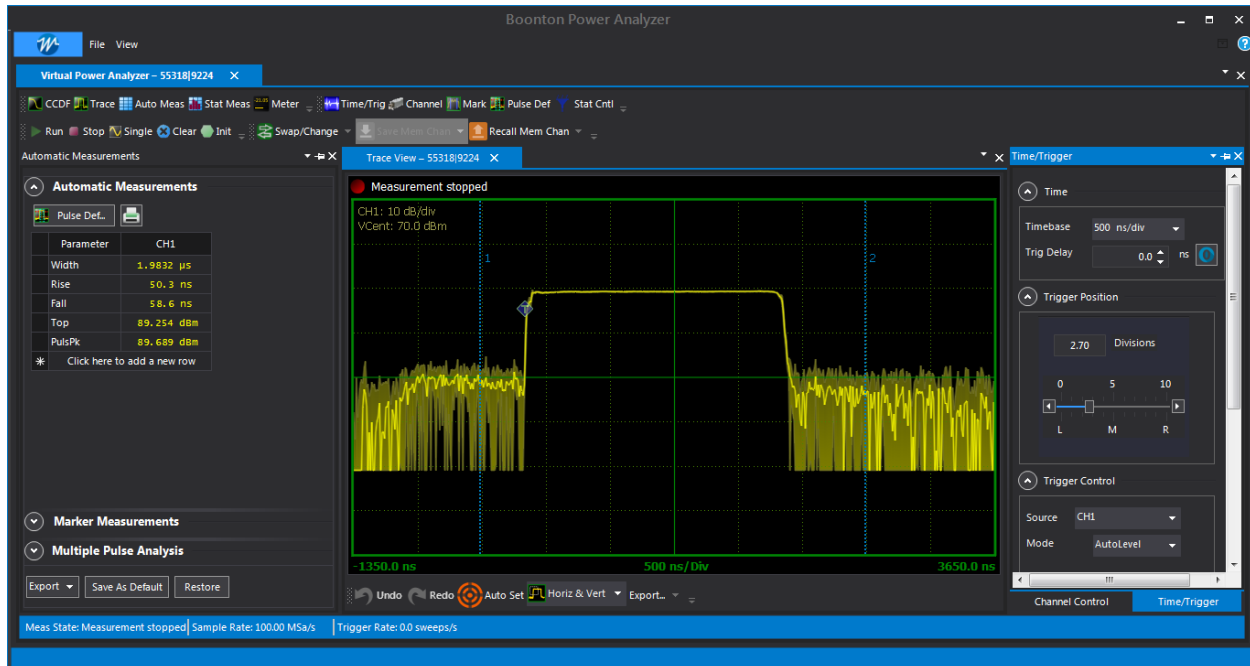 Boonton Power Analyzer
File View
Virtual Power Analyzer – 55318|9224
CCDF Trace Auto Meas Stat Meas Meter Time/Trig Channel Mark Pulse Def Stat Cntl
Run Stop Single Clear Init Swap/Change Save Mem Chan Recall Mem Chan
Automatic Measurements
Automatic Measurements
Pulse Def...
Parameter CH1
Width 1.9832 µs
Rise 50.3 ns
Fall 58.6 ns
Top 89.254 dBm
PulsPk 89.689 dBm
Click here to add a new row
Marker Measurements
Multiple Pulse Analysis
Export Save As Default Restore
Trace View – 55318|9224
Measurement stopped
CH1: 10 dB/div
VCent: 70.0 dBm
1 2
-1350.0 ns 500 ns/Div 3650.0 ns
Undo Redo Auto Set Horiz & Vert Export...
Time/Trigger
Time
Timebase 500 ns/div
Trig Delay 0.0 ns
Trigger Position
2.70 Divisions
0 5 10
L M R
Trigger Control
Source CH1
Mode AutoLevel
Channel Control Time/Trigger
Meas State: Measurement stopped Sample Rate: 100.00 MSa/s Trigger Rate: 0.0 sweeps/s